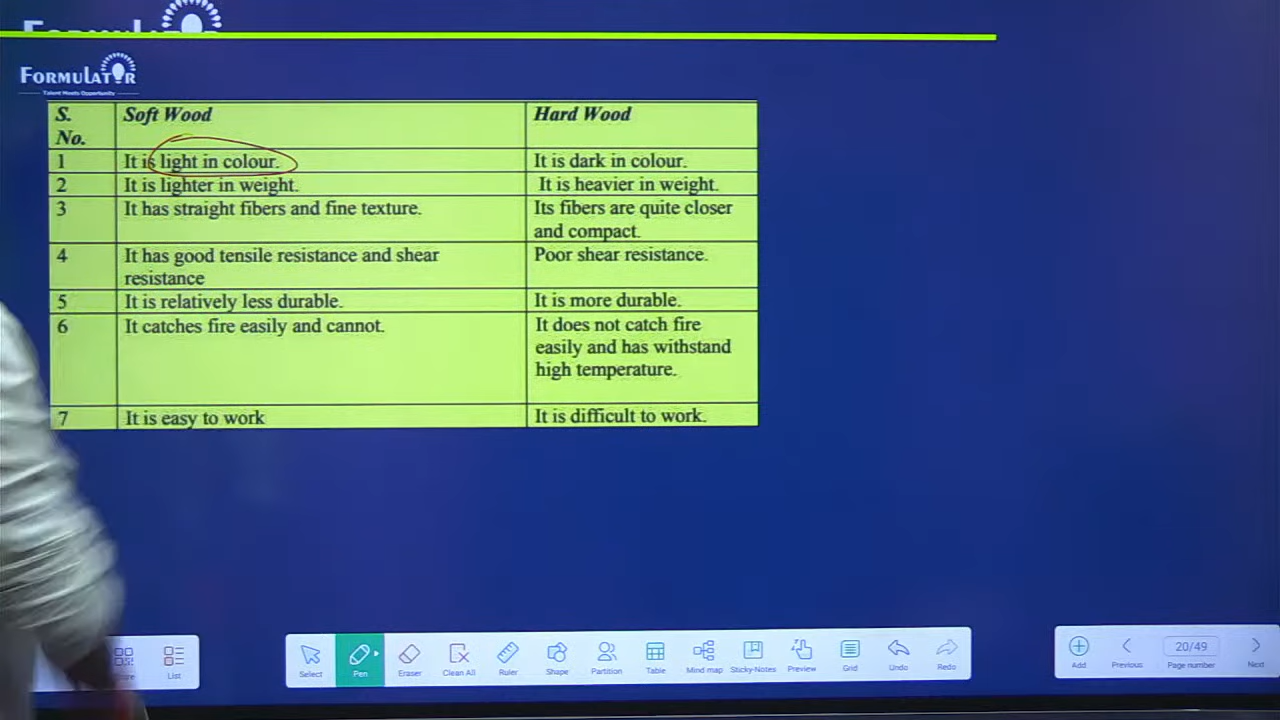 FORMULATOR
FORMULATOR
Talent Meets Opportunity
S. No. Soft Wood Hard Wood
1 It is light in colour. It is dark in colour.
2 It is lighter in weight. It is heavier in weight.
3 It has straight fibers and fine texture. Its fibers are quite closer
and compact.
4 It has good tensile resistance and shear Poor shear resistance.
resistance
5 It is relatively less durable. It is more durable.
6 It catches fire easily and cannot. It does not catch fire
easily and has withstand
high temperature.
7 It is easy to work It is difficult to work.
List
Select Pen Eraser Clean All Ruler Shape Partition Table Mind map Sticky-Notes Preview Grid Undo Redo
Add Previous 20/49 Page number Next